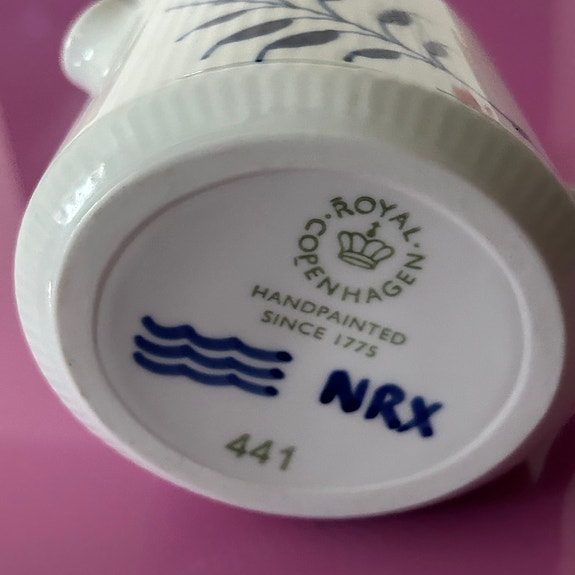 ROYAL · COPENHAGEN ·
HANDPAINTED
SINCE 1775
NRX
441